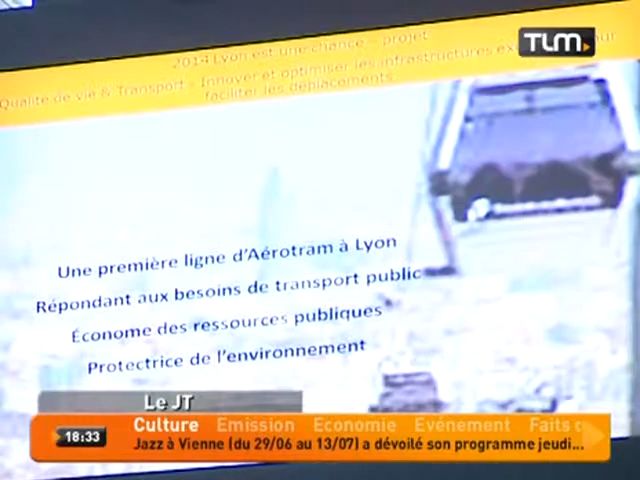 TLM.
2014 Lyon est une chance - projet
Qualité de vie & Transport - Innover et optimiser les infrastructures pour
faciliter les déplacements
Une première ligne d'Aérotram à Lyon
Répondant aux besoins de transport public
Économe des ressources publiques
Protectrice de l'environnement
Le JT
Culture Emission Economie Evénement Faits
18:33
Jazz à Vienne (du 29/06 au 13/07) a dévoilé son programme jeudi...